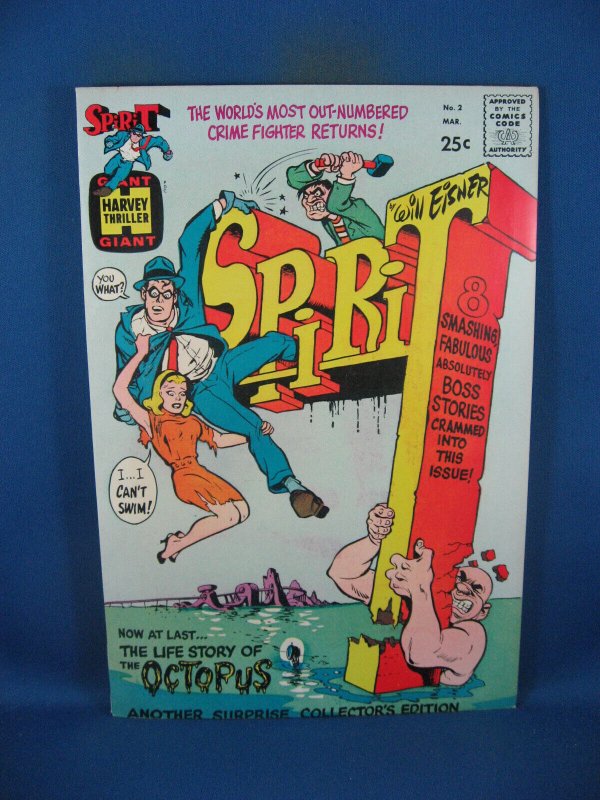 SPIRIT
GIANT
HARVEY
THRILLER
GIANT
THE WORLD'S MOST OUT-NUMBERED
CRIME FIGHTER RETURNS!
No. 2
MAR.
25c
APPROVED
BY THE
COMICS
CODE
AUTHORITY
BY WILL EISNER
SPIRIT
YOU
WHAT?
I...I
CAN'T
SWIM!
8
SMASHING,
FABULOUS
ABSOLUTELY
BOSS
STORIES
CRAMMED
INTO
THIS
ISSUE!
NOW AT LAST...
THE LIFE STORY OF
THE OCTOPUS
ANOTHER SURPRISE COLLECTOR'S EDITION